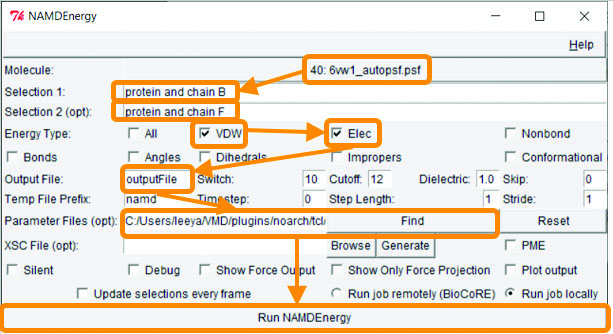 NAMDEnergy
Help
Molecule: 40: 6vw1_autopsf.psf
Selection 1: protein and chain B
Selection 2 (opt): protein and chain F
Energy Type: All VDW Elec Nonbond
Bonds Angles Dihedrals Impropers Conformational
Output File: outputFile Switch: 10 Cutoff: 12 Dielectric: 1.0 Skip: 0
Temp File Prefix: namd Timestep: 0 Step Length: 1 Stride: 1
Parameter Files (opt): C:/Users/leeya/VMD/plugins/noarch/tcl/ Find Reset
XSC File (opt): Browse Generate PME
Silent Debug Show Force Output Show Only Force Projection Plot output
Update selections every frame Run job remotely (BioCoRE) Run job locally
Run NAMDEnergy